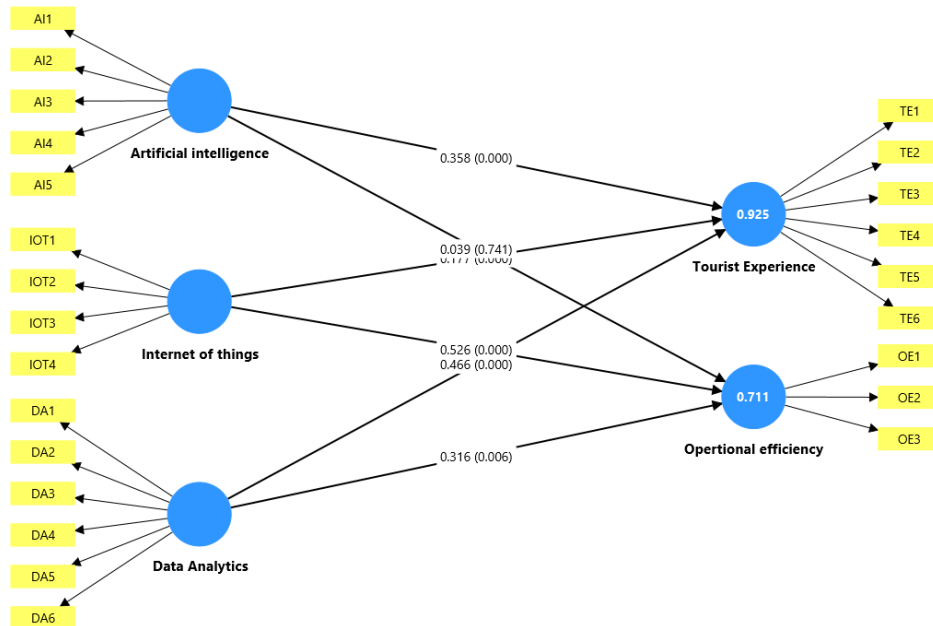 AI1
AI2
AI3
AI4
AI5
Artificial intelligence
IOT1
IOT2
IOT3
IOT4
Internet of things
DA1
DA2
DA3
DA4
DA5
DA6
Data Analytics
0.358 (0.000)
0.039 (0.741)
0.526 (0.000)
0.466 (0.000)
0.316 (0.006)
0.925
Tourist Experience
0.711
Opertional efficiency
TE1
TE2
TE3
TE4
TE5
TE6
OE1
OE2
OE3